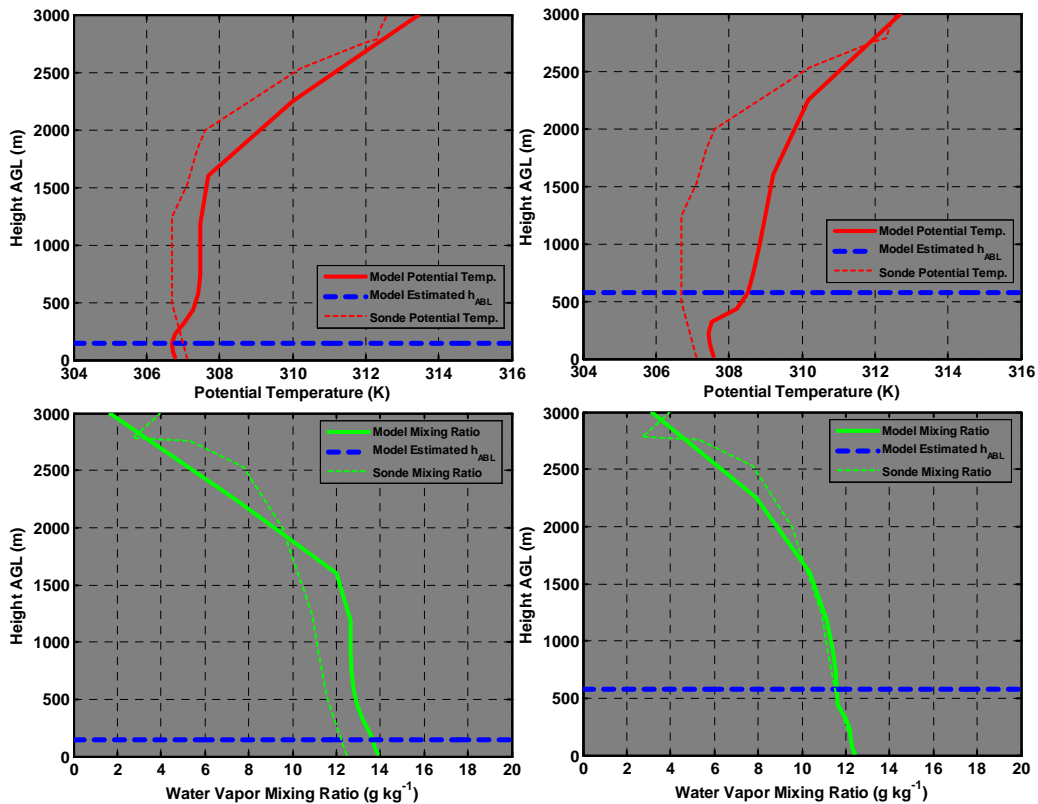 3000
2500
2000
1500
1000
500
0
Height AGL (m)
Model Potential Temp.
Model Estimated h_ABL
Sonde Potential Temp.
304 306 308 310 312 314 316
Potential Temperature (K)
3000
2500
2000
1500
1000
500
0
Height AGL (m)
Model Potential Temp.
Model Estimated h_ABL
Sonde Potential Temp.
304 306 308 310 312 314 316
Potential Temperature (K)
3000
2500
2000
1500
1000
500
0
Height AGL (m)
Model Mixing Ratio
Model Estimated h_ABL
Sonde Mixing Ratio
0 2 4 6 8 10 12 14 16 18 20
Water Vapor Mixing Ratio (g kg⁻¹)
3000
2500
2000
1500
1000
500
0
Height AGL (m)
Model Mixing Ratio
Model Estimated h_ABL
Sonde Mixing Ratio
0 2 4 6 8 10 12 14 16 18 20
Water Vapor Mixing Ratio (g kg⁻¹)